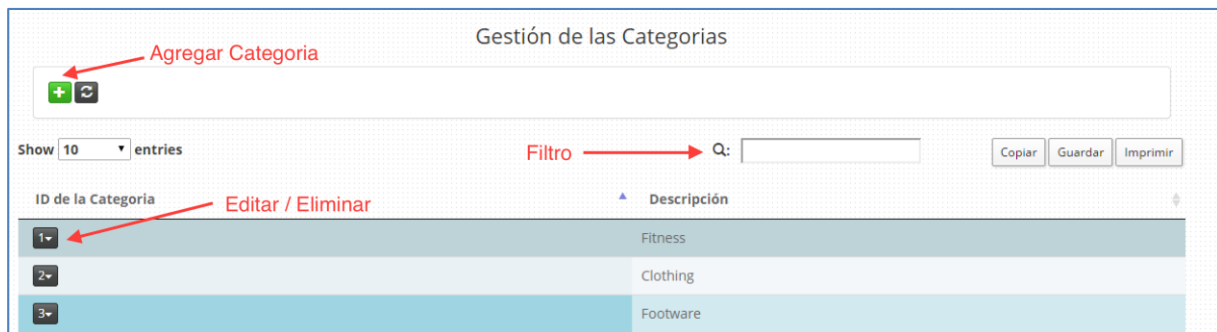 Gestión de las Categorias
Agregar Categoria
Show 10 entries
Filtro
:
Copiar Guardar Imprimir
ID de la Categoria
Editar / Eliminar
Descripción
1 Fitness
2 Clothing
3 Footware